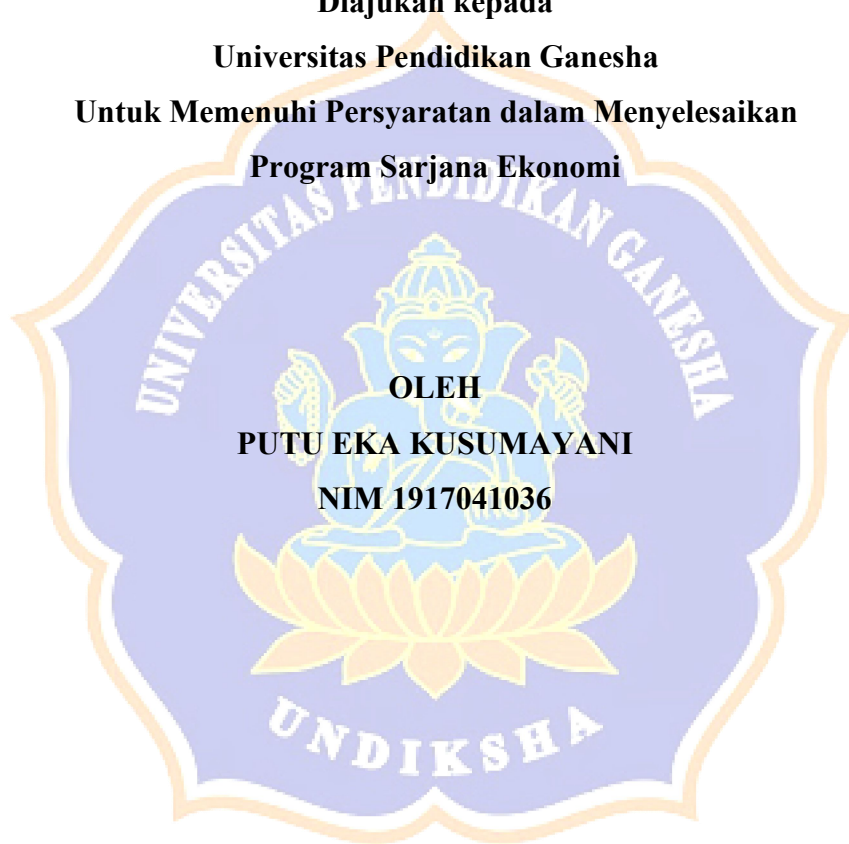 Diajukan kepada
Universitas Pendidikan Ganesha
Untuk Memenuhi Persyaratan dalam Menyelesaikan
Program Sarjana Ekonomi
UNIVERSITAS PENDIDIKAN GANESHA
OLEH
PUTU EKA KUSUMAYANI
NIM 1917041036
UNDIKSHA